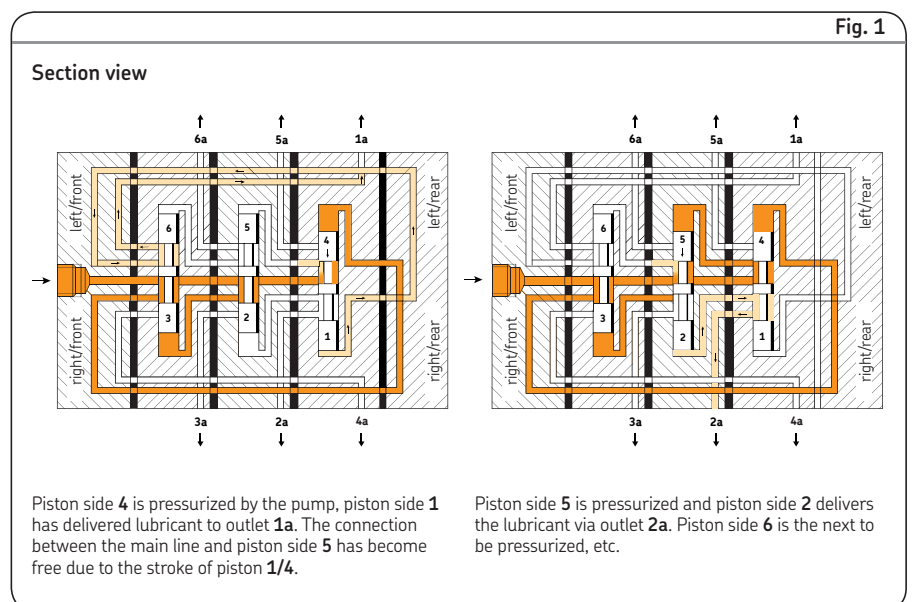 Fig. 1
Section view
6a 5a 1a
left/front
left/rear
6 5 4
3 2 1
right/front
right/rear
3a 2a 4a
6a 5a 1a
left/front
left/rear
6 5 4
3 2 1
right/front
right/rear
3a 2a 4a
Piston side 4 is pressurized by the pump, piston side 1
has delivered lubricant to outlet 1a. The connection
between the main line and piston side 5 has become
free due to the stroke of piston 1/4.
Piston side 5 is pressurized and piston side 2 delivers
the lubricant via outlet 2a. Piston side 6 is the next to
be pressurized, etc.